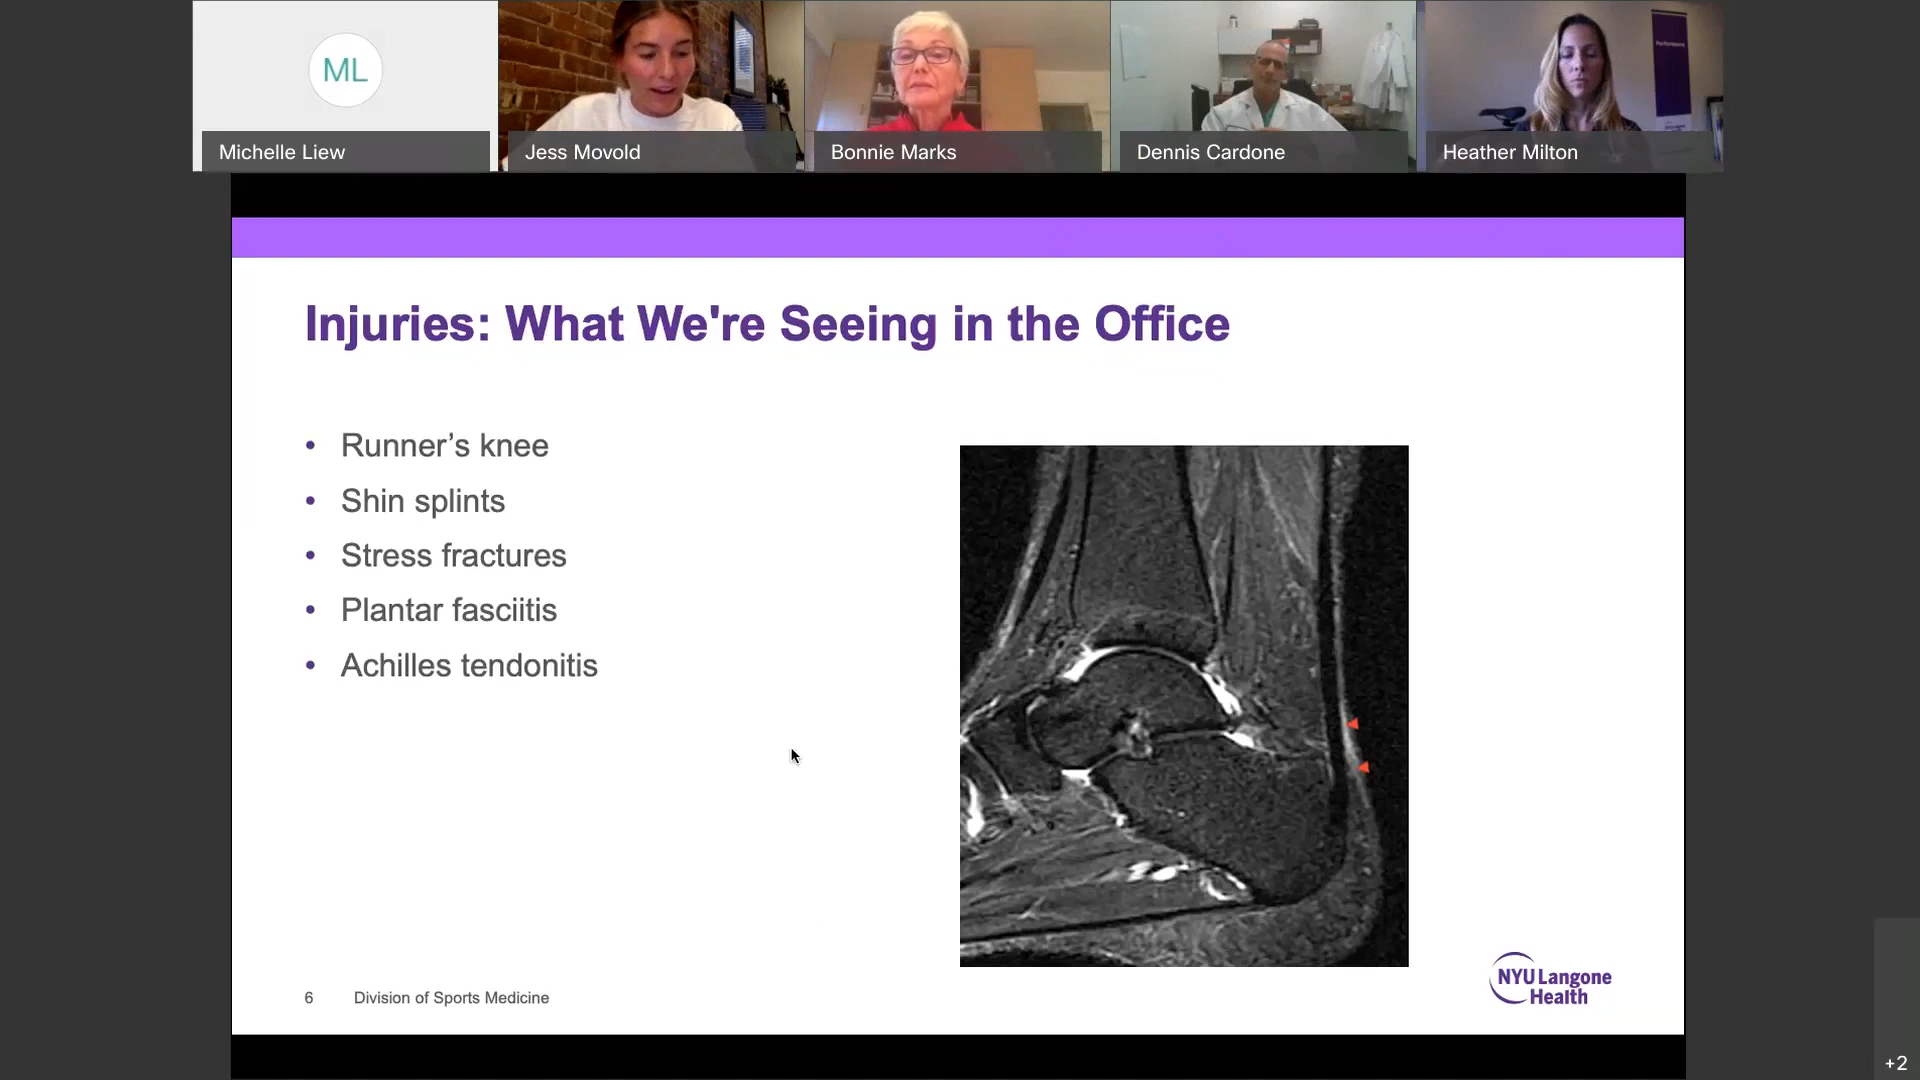 ML
Michelle Liew
Jess Movold
Bonnie Marks
Dennis Cardone
Heather Milton
Performance
Injuries: What We're Seeing in the Office
• Runner’s knee
• Shin splints
• Stress fractures
• Plantar fasciitis
• Achilles tendonitis
6 Division of Sports Medicine
NYU Langone
Health
+2